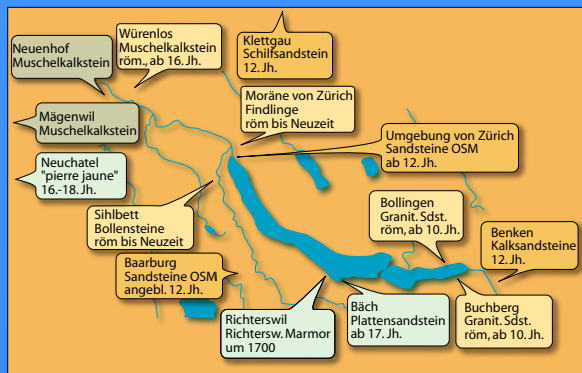 Neuenhof
Muschelkalkstein
Würenlos
Muschelkalkstein
röm., ab 16. Jh.
Klettgau
Schilfsandstein
12. Jh.
Moräne von Zürich
Findlinge
röm bis Neuzeit
Mägenwil
Muschelkalkstein
Umgebung von Zürich
Sandsteine OSM
ab 12. Jh.
Neuchatel
"pierre jaune"
16.-18. Jh.
Sihlbett
Bollensteine
röm bis Neuzeit
Bollingen
Granit. Sdst.
röm, ab 10. Jh.
Benken
Kalksandsteine
12. Jh.
Baarburg
Sandsteine OSM
angebl. 12. Jh.
Richterswil
Richtersw. Marmor
um 1700
Bäch
Plattensandstein
ab 17. Jh.
Buchberg
Granit. Sdst.
röm, ab 10. Jh.